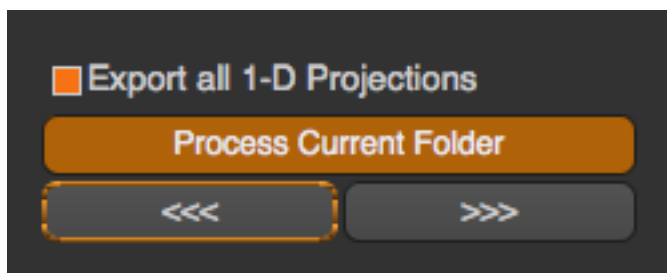 Export all 1-D Projections
Process Current Folder
<<< >>>